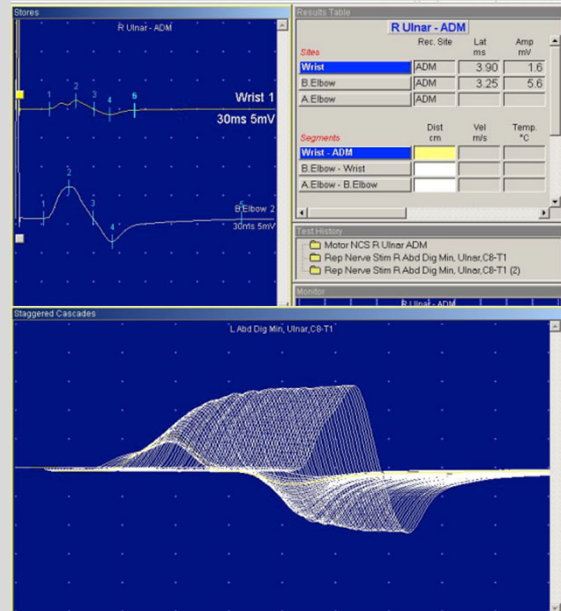 Stores
R Ulnar - ADM
1 2 3 4 6
Wrist 1
30ms 5mV
1 2 3 4
B.Elbow 2
30ms 5mV
Results Table
R Ulnar - ADM
Sites Rec. Site Lat ms Amp mV
Wrist ADM 3.90 1.6
B.Elbow ADM 3.25 5.6
A.Elbow ADM
Segments Dist cm Vel m/s Temp. °C
Wrist - ADM
B.Elbow - Wrist
A.Elbow - B.Elbow
Test History
Motor NCS R Ulnar ADM
Rep Nerve Stim R Abd Dig Min, Ulnar,C8-T1
Rep Nerve Stim R Abd Dig Min, Ulnar,C8-T1 (2)
Monitor
R Ulnar - ADM
Staggered Cascades
L Abd Dig Min, Ulnar,C8-T1